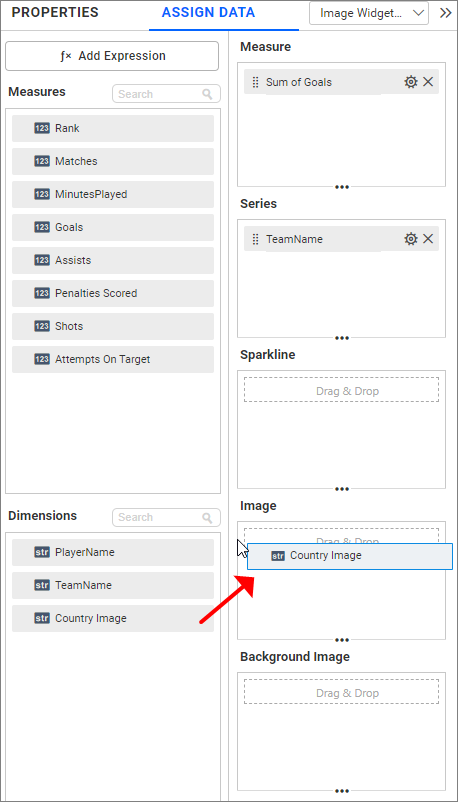 PROPERTIES
ASSIGN DATA
Image Widget...
ƒx Add Expression
Measures
Search
123 Rank
123 Matches
123 MinutesPlayed
123 Goals
123 Assists
123 Penalties Scored
123 Shots
123 Attempts On Target
Dimensions
Search
str PlayerName
str TeamName
str Country Image
Measure
Sum of Goals
Series
TeamName
Sparkline
Drag & Drop
Image
Drag & Drop
str Country Image
Background Image
Drag & Drop